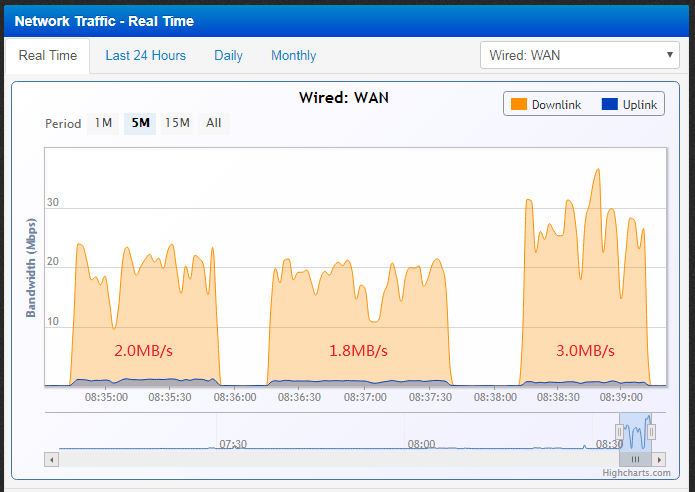 Network Traffic - Real Time
Real Time Last 24 Hours Daily Monthly Wired: WAN
Wired: WAN
Downlink Uplink
Period 1M 5M 15M All
Bandwidth (Mbps)
30
20
10
2.0MB/s 1.8MB/s 3.0MB/s
08:35:00 08:35:30 08:36:00 08:36:30 08:37:00 08:37:30 08:38:00 08:38:30 08:39:00
07:30 08:00 08:30
Highcharts.com